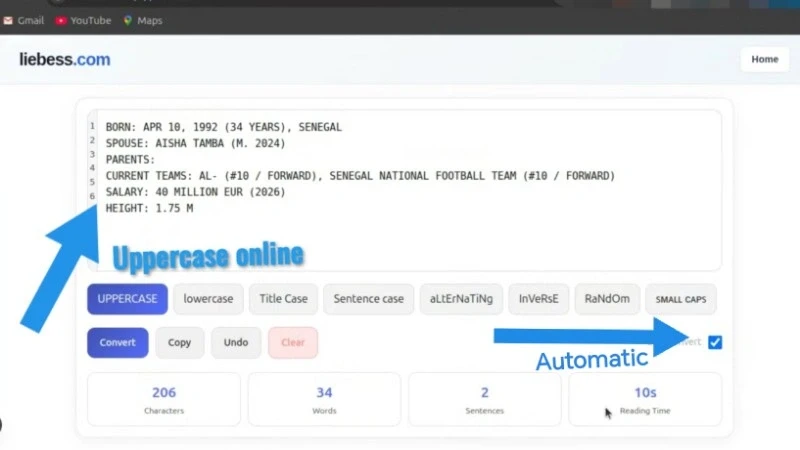 Gmail YouTube Maps
liebess.com Home
1 BORN: APR 10, 1992 (34 YEARS), SENEGAL
2 SPOUSE: AISHA TAMBA (M. 2024)
3 PARENTS:
4 CURRENT TEAMS: AL- (#10 / FORWARD), SENEGAL NATIONAL FOOTBALL TEAM (#10 / FORWARD)
5 SALARY: 40 MILLION EUR (2026)
6 HEIGHT: 1.75 M
Uppercase online
UPPERCASE lowercase Title Case Sentence case aLtErNaTiNg InVeRsE RaNdOm SMALL CAPS
Convert Copy Undo Clear
Automatic
206 34 2 10s
Characters Words Sentences Reading Time